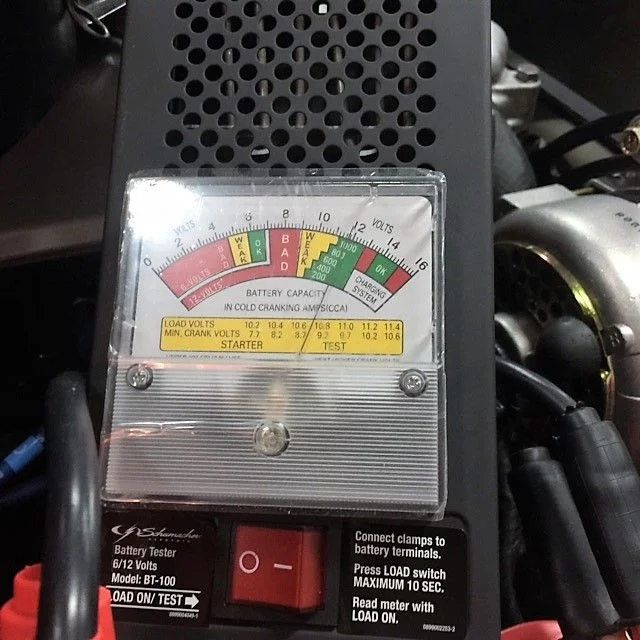 VOLTS
VOLTS
0 2 4 6 8 10 12 14 16
6-VOLTS
BAD
WEAK
OK
12-VOLTS
BAD
WEAK
1000
800
600
400
200
OK
CHARGING
SYSTEM
BATTERY CAPACITY
IN COLD CRANKING AMPS(CCA)
LOAD VOLTS 10.2 10.4 10.6 10.8 11.0 11.2 11.4
MIN. CRANK VOLTS 7.7 8.2 8.7 9.2 9.7 10.2 10.6
STARTER TEST
Schumacher
ELECTRIC
Battery Tester
6/12 Volts
Model: BT-100
LOAD ON/ TEST
Connect clamps to
battery terminals.
Press LOAD switch
MAXIMUM 10 SEC.
Read meter with
LOAD ON.